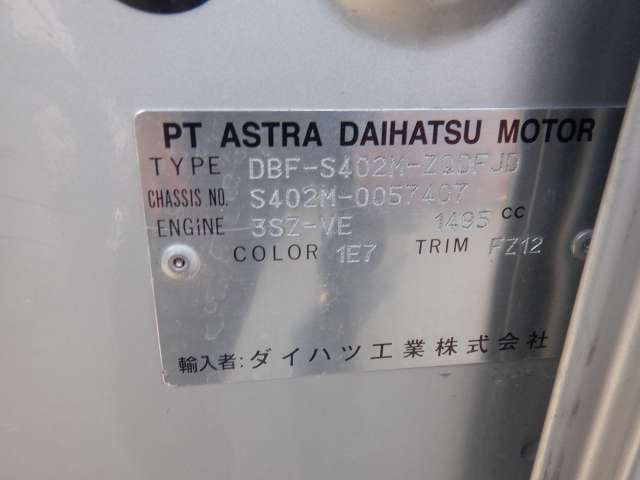 PT ASTRA DAIHATSU MOTOR
TYPE DBF-S402M-ZQDFJD
CHASSIS NO. S402M-0057407
ENGINE 3SZ-VE 1495 CC
COLOR 1E7 TRIM FZ12
輸入者:ダイハツ工業株式会社